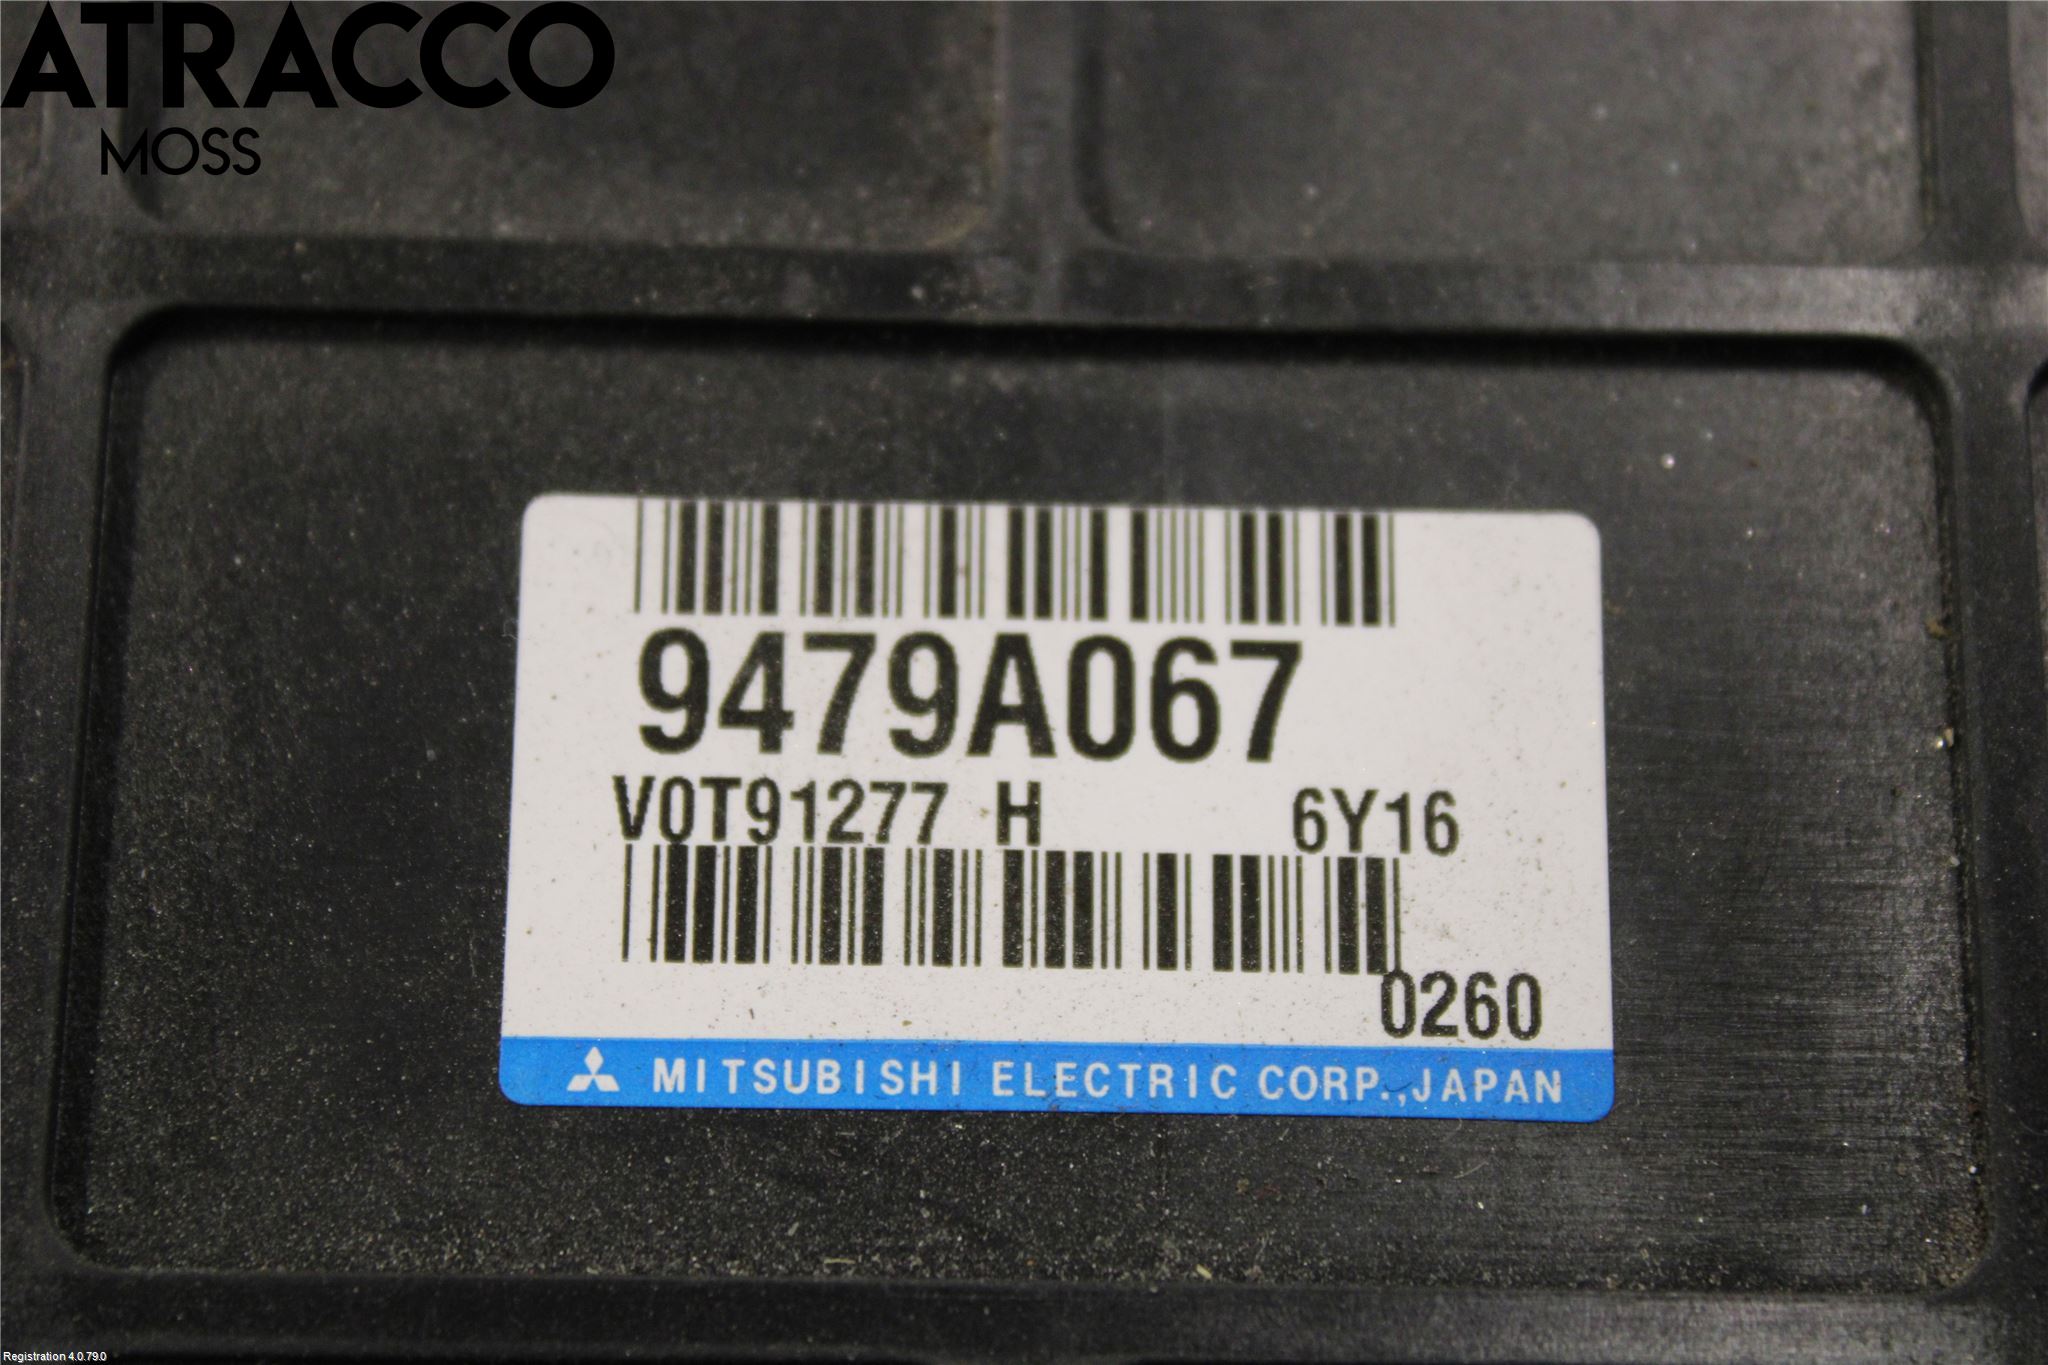 ATRACCO
MOSS
9479A067
V0T91277 H 6Y16
0260
MITSUBISHI ELECTRIC CORP., JAPAN
Registration 4.0.79.0